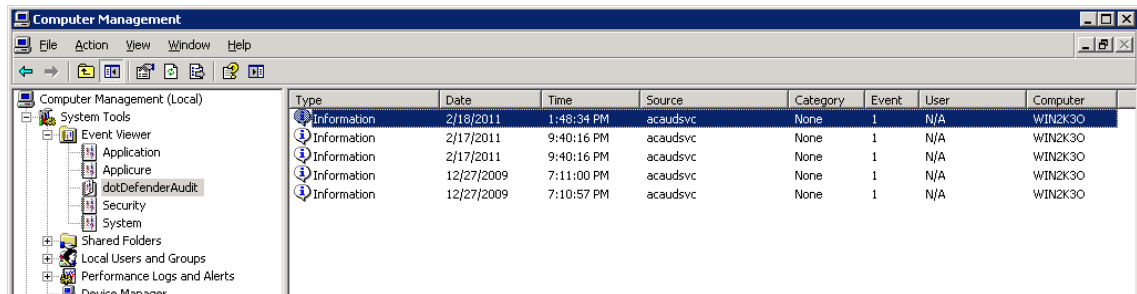 Computer Management
File Action View Window Help
Computer Management (Local)
System Tools
Event Viewer
Application
Applicure
dotDefenderAudit
Security
System
Shared Folders
Local Users and Groups
Performance Logs and Alerts
Device Manager
Type Date Time Source Category Event User Computer
Information 2/18/2011 1:48:34 PM acaudsvc None 1 N/A WIN2K3O
Information 2/17/2011 9:40:16 PM acaudsvc None 1 N/A WIN2K3O
Information 2/17/2011 9:40:16 PM acaudsvc None 1 N/A WIN2K3O
Information 12/27/2009 7:11:00 PM acaudsvc None 1 N/A WIN2K3O
Information 12/27/2009 7:10:57 PM acaudsvc None 1 N/A WIN2K3O